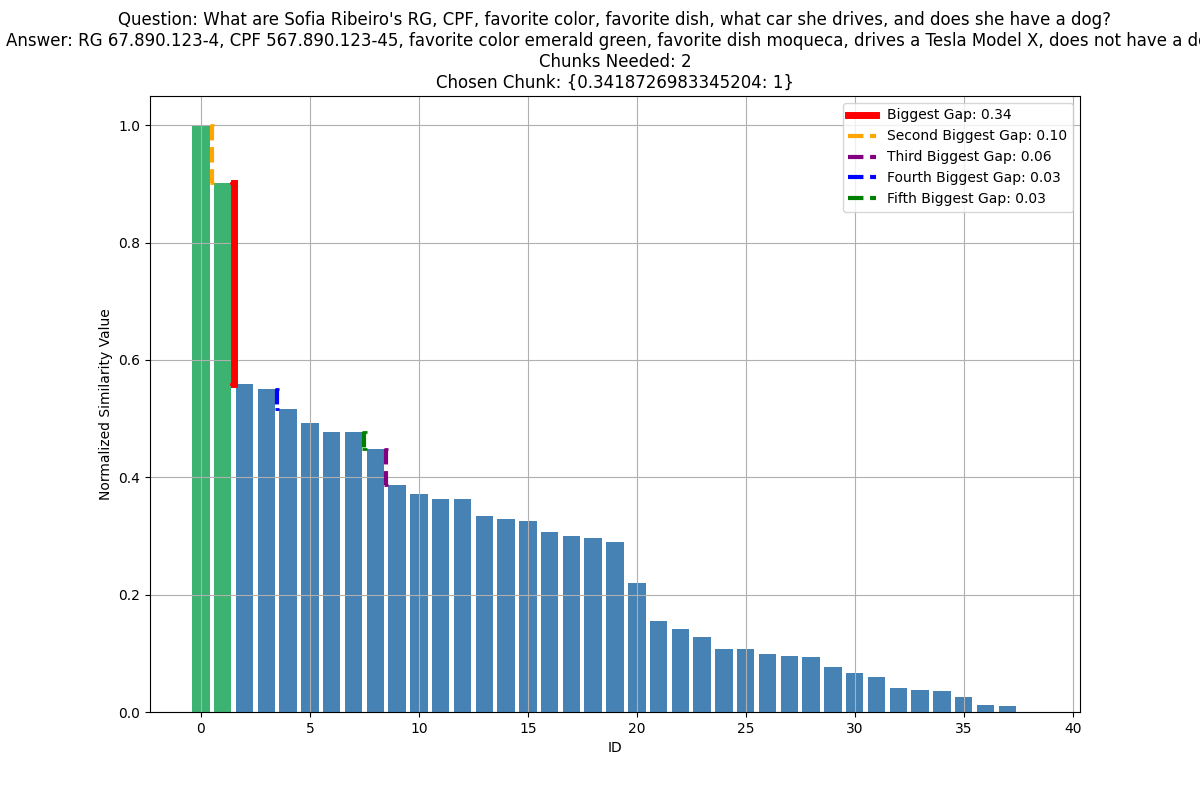 Question: What are Sofia Ribeiro's RG, CPF, favorite color, favorite dish, what car she drives, and does she have a dog?
Answer: RG 67.890.123-4, CPF 567.890.123-45, favorite color emerald green, favorite dish moqueca, drives a Tesla Model X, does not have a
Chunks Needed: 2
Chosen Chunk: {0.3418726983345204: 1}
Biggest Gap: 0.34
Second Biggest Gap: 0.10
Third Biggest Gap: 0.06
Fourth Biggest Gap: 0.03
Fifth Biggest Gap: 0.03
Normalized Similarity Value
1.0
0.8
0.6
0.4
0.2
0.0
0 5 10 15 20 25 30 35 40
ID